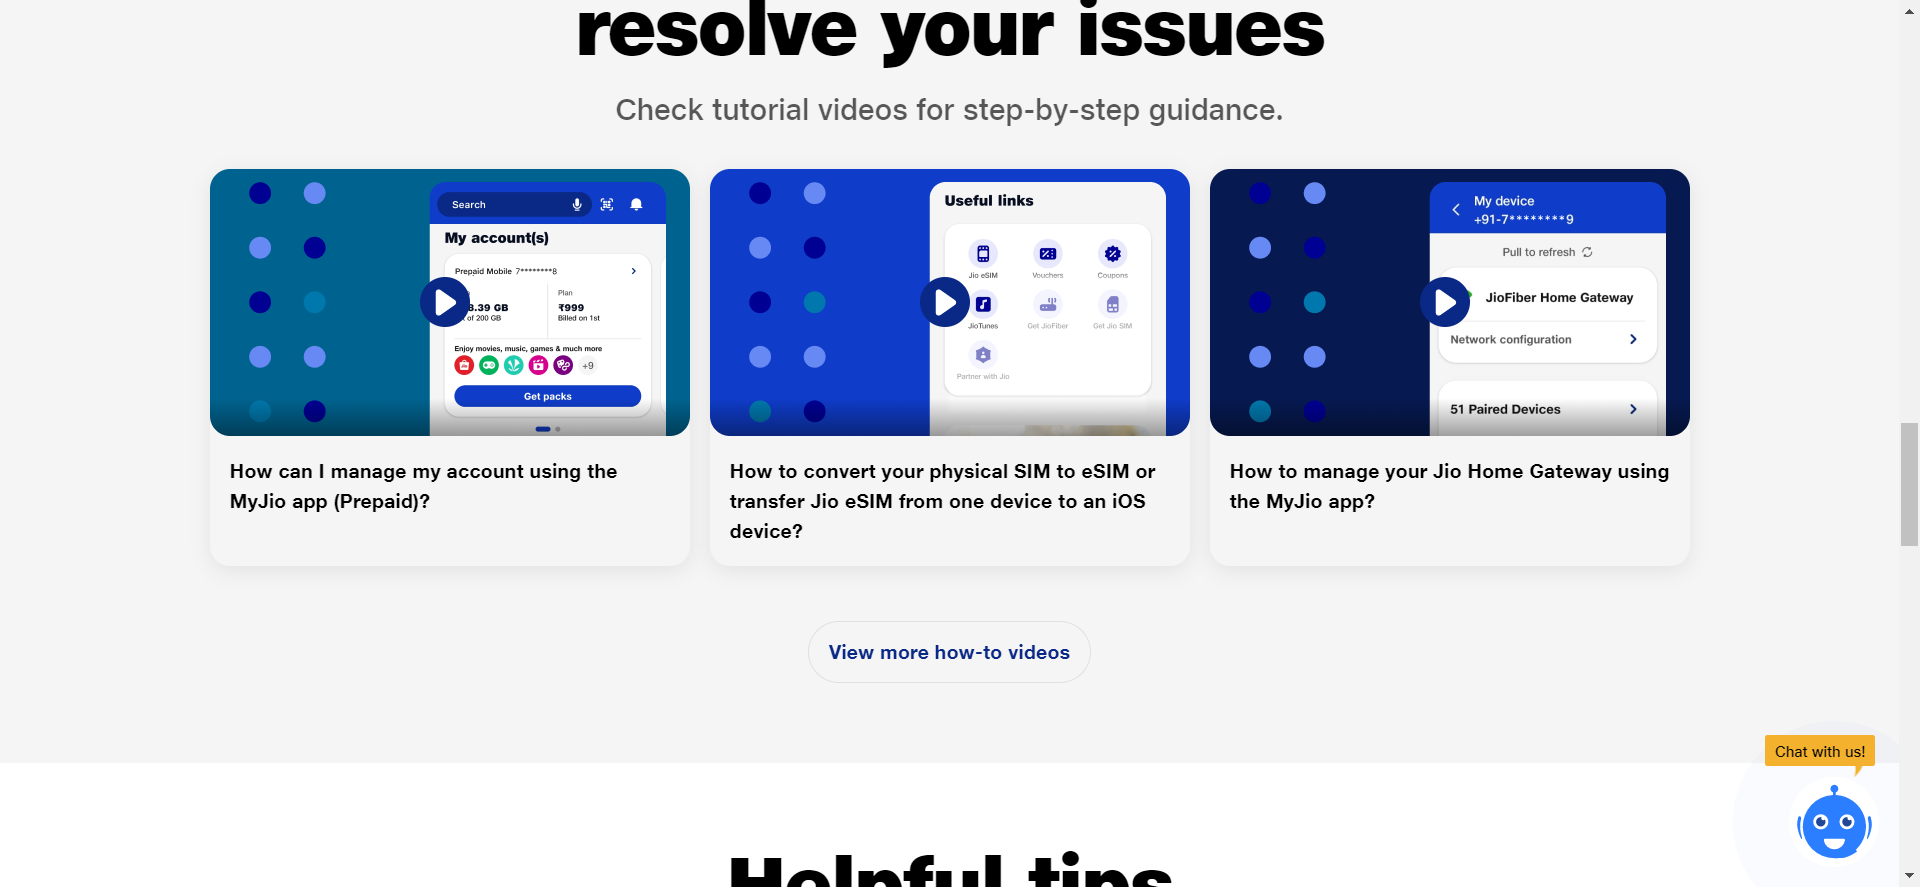 resolve your issues
Check tutorial videos for step-by-step guidance.
Search
My account(s)
Prepaid Mobile 7********8
Plan
8.39 GB
₹999
of 200 GB
Billed on 1st
Enjoy movies, music, games & much more
+9
Get packs
How can I manage my account using the
MyJio app (Prepaid)?
Useful links
Jio eSIM
Vouchers
Coupons
JioTunes
Get JioFiber
Get Jio SIM
Partner with Jio
How to convert your physical SIM to eSIM or
transfer Jio eSIM from one device to an iOS
device?
My device
+91-7********9
Pull to refresh
JioFiber Home Gateway
Network configuration
51 Paired Devices
How to manage your Jio Home Gateway using
the MyJio app?
View more how-to videos
Chat with us!
Helpful tips